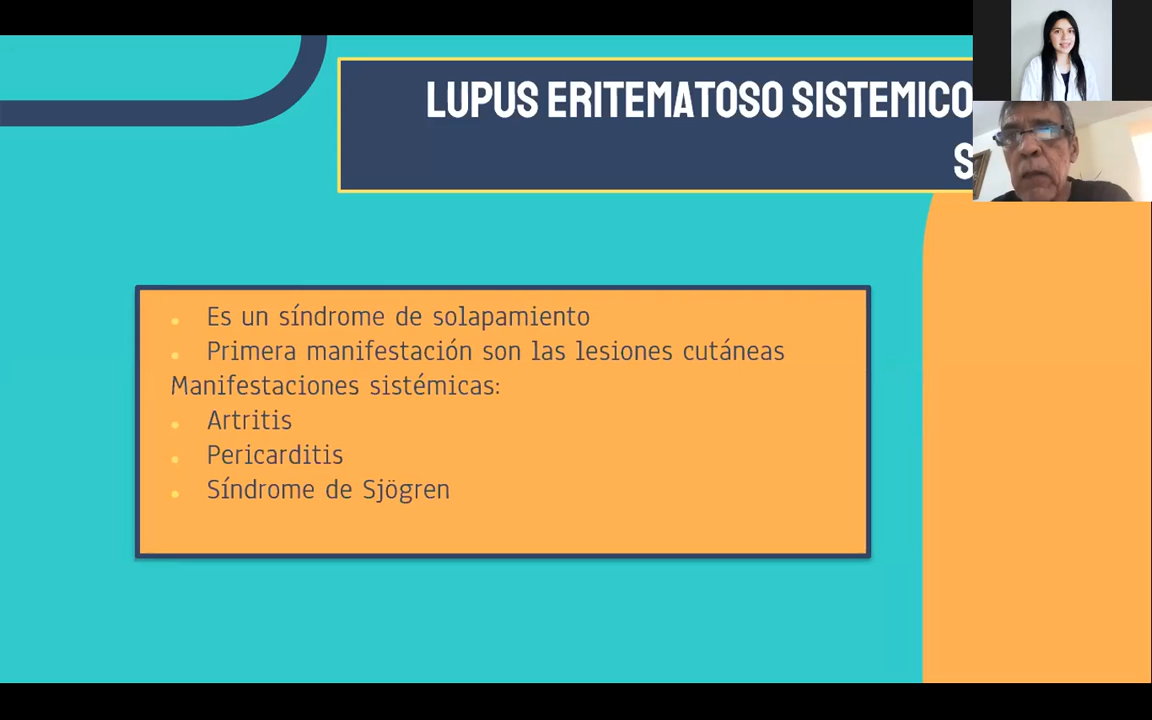 LUPUS ERITEMATOSO SISTEMICO
Es un síndrome de solapamiento
Primera manifestación son las lesiones cutáneas
Manifestaciones sistémicas:
Artritis
Pericarditis
Síndrome de Sjögren